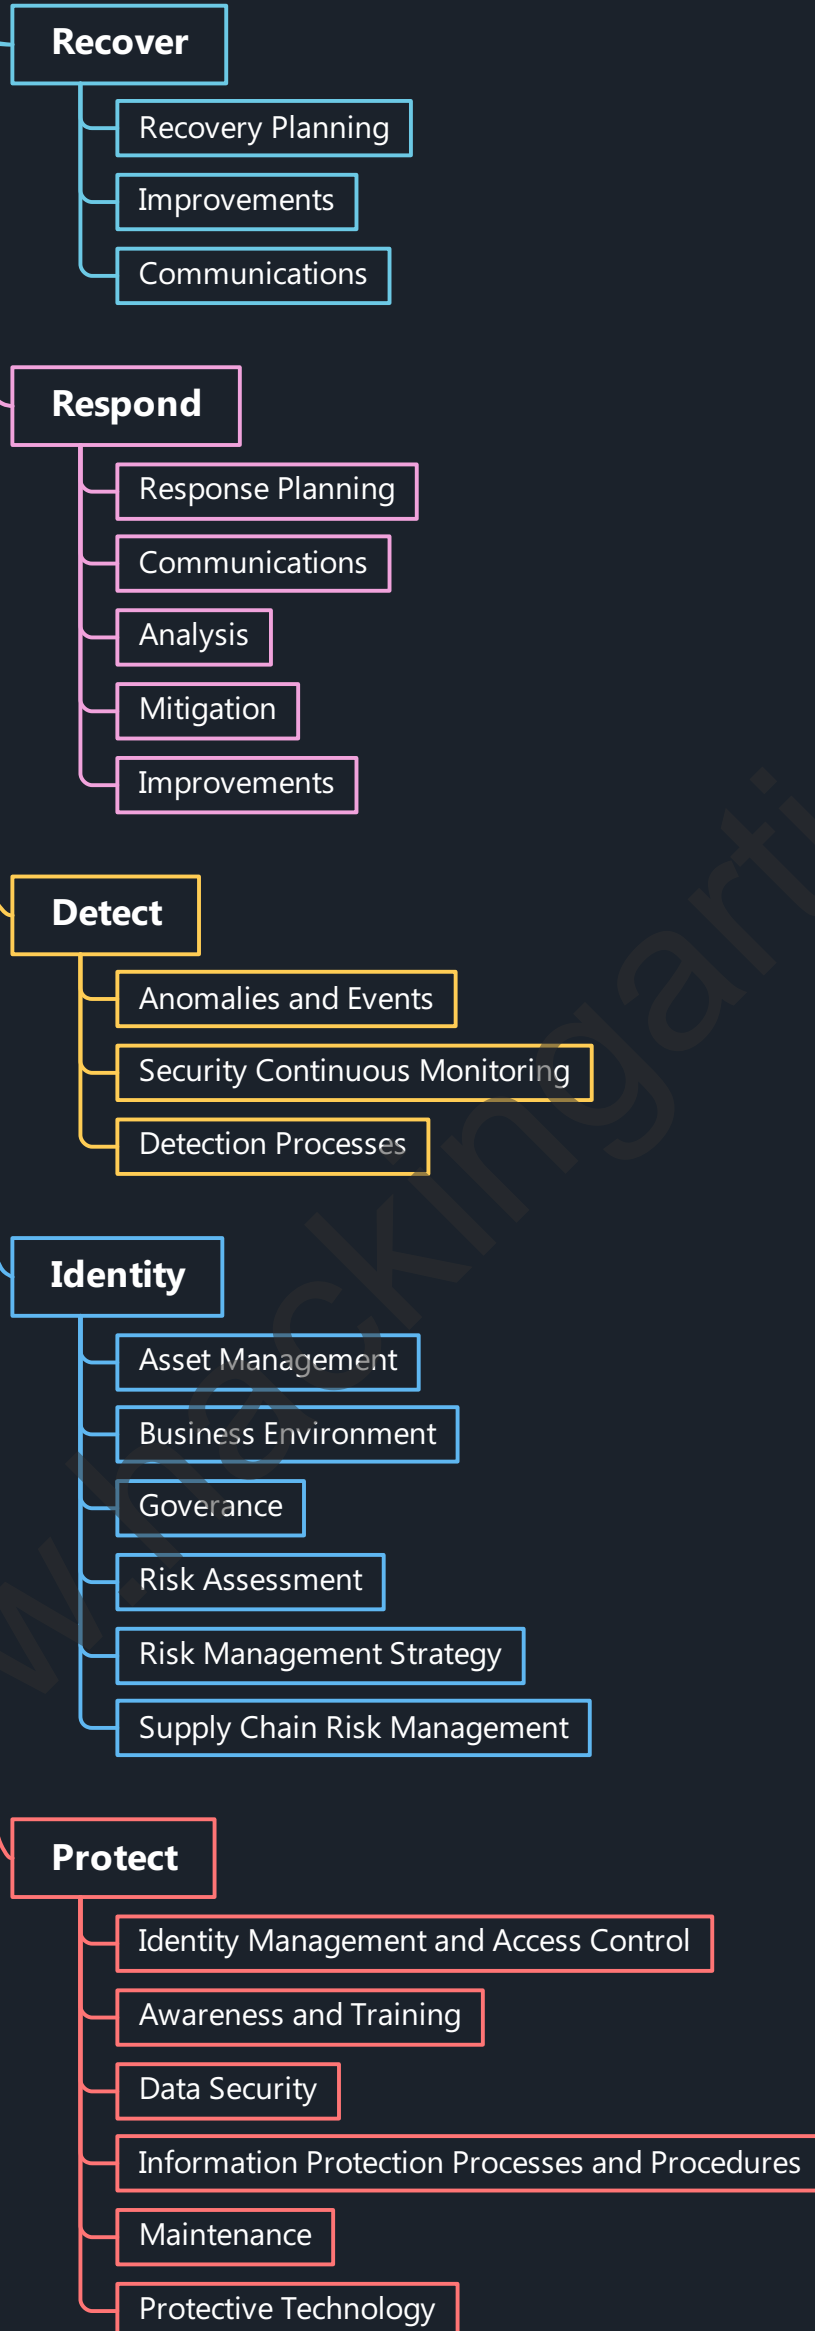 Recover
Recovery Planning
Improvements
Communications
Respond
Response Planning
Communications
Analysis
Mitigation
Improvements
Detect
Anomalies and Events
Security Continuous Monitoring
Detection Processes
Identity
Asset Management
Business Environment
Goverance
Risk Assessment
Risk Management Strategy
Supply Chain Risk Management
Protect
Identity Management and Access Control
Awareness and Training
Data Security
Information Protection Processes and Procedures
Maintenance
Protective Technology
w.hackingarti